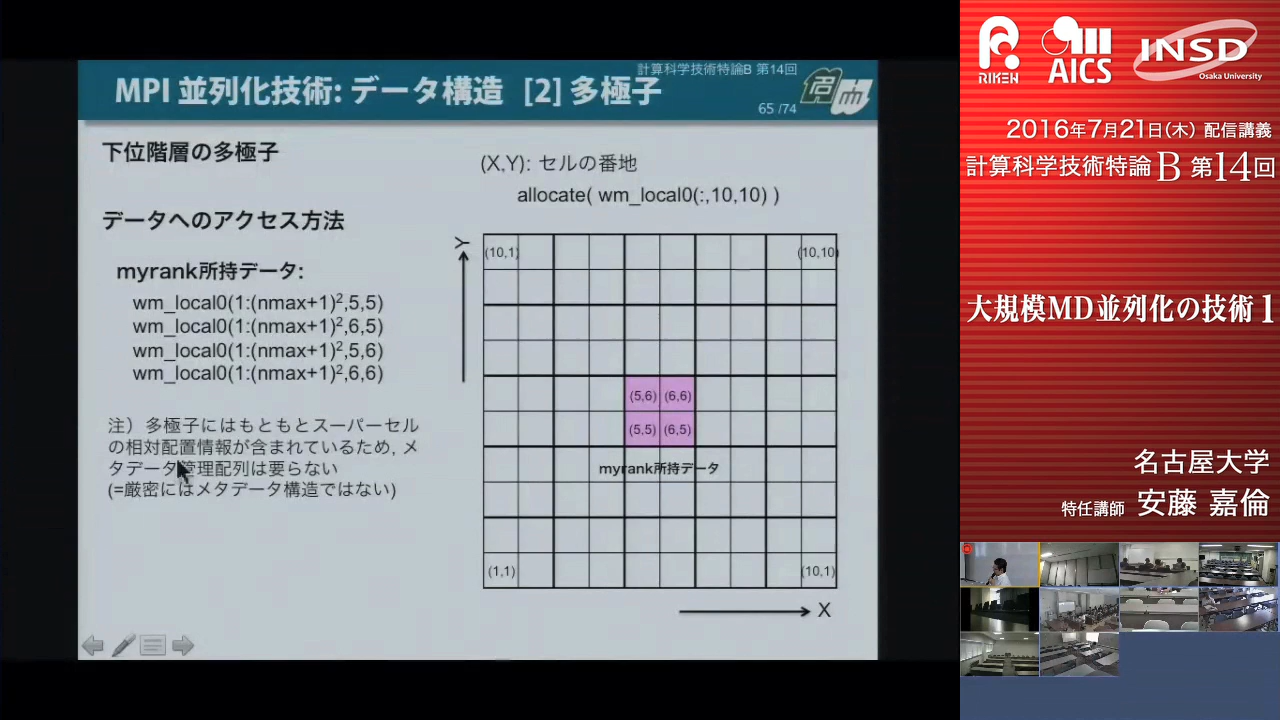 計算科学技術特論B 第14回
MPI 並列化技術: データ構造 [2] 多極子
65 /74
下位階層の多極子
データへのアクセス方法
myrank所持データ:
wm_local0(1:(nmax+1)²,5,5)
wm_local0(1:(nmax+1)²,6,5)
wm_local0(1:(nmax+1)²,5,6)
wm_local0(1:(nmax+1)²,6,6)
注）多極子にはもともとスーパーセル
の相対配置情報が含まれているため, メ
タデータ管理配列は要らない
(=厳密にはメタデータ構造ではない)
(X,Y): セルの番地
allocate( wm_local0(:,10,10) )
Y
(10,1)
(10,10)
(5,6)
(6,6)
(5,5)
(6,5)
myrank所持データ
(1,1)
(10,1)
X
RIKEN
AICS
INSD
Osaka University
2016年7月21日(木) 配信講義
計算科学技術特論 B 第14回
大規模MD並列化の技術1
名古屋大学
特任講師 安藤 嘉倫